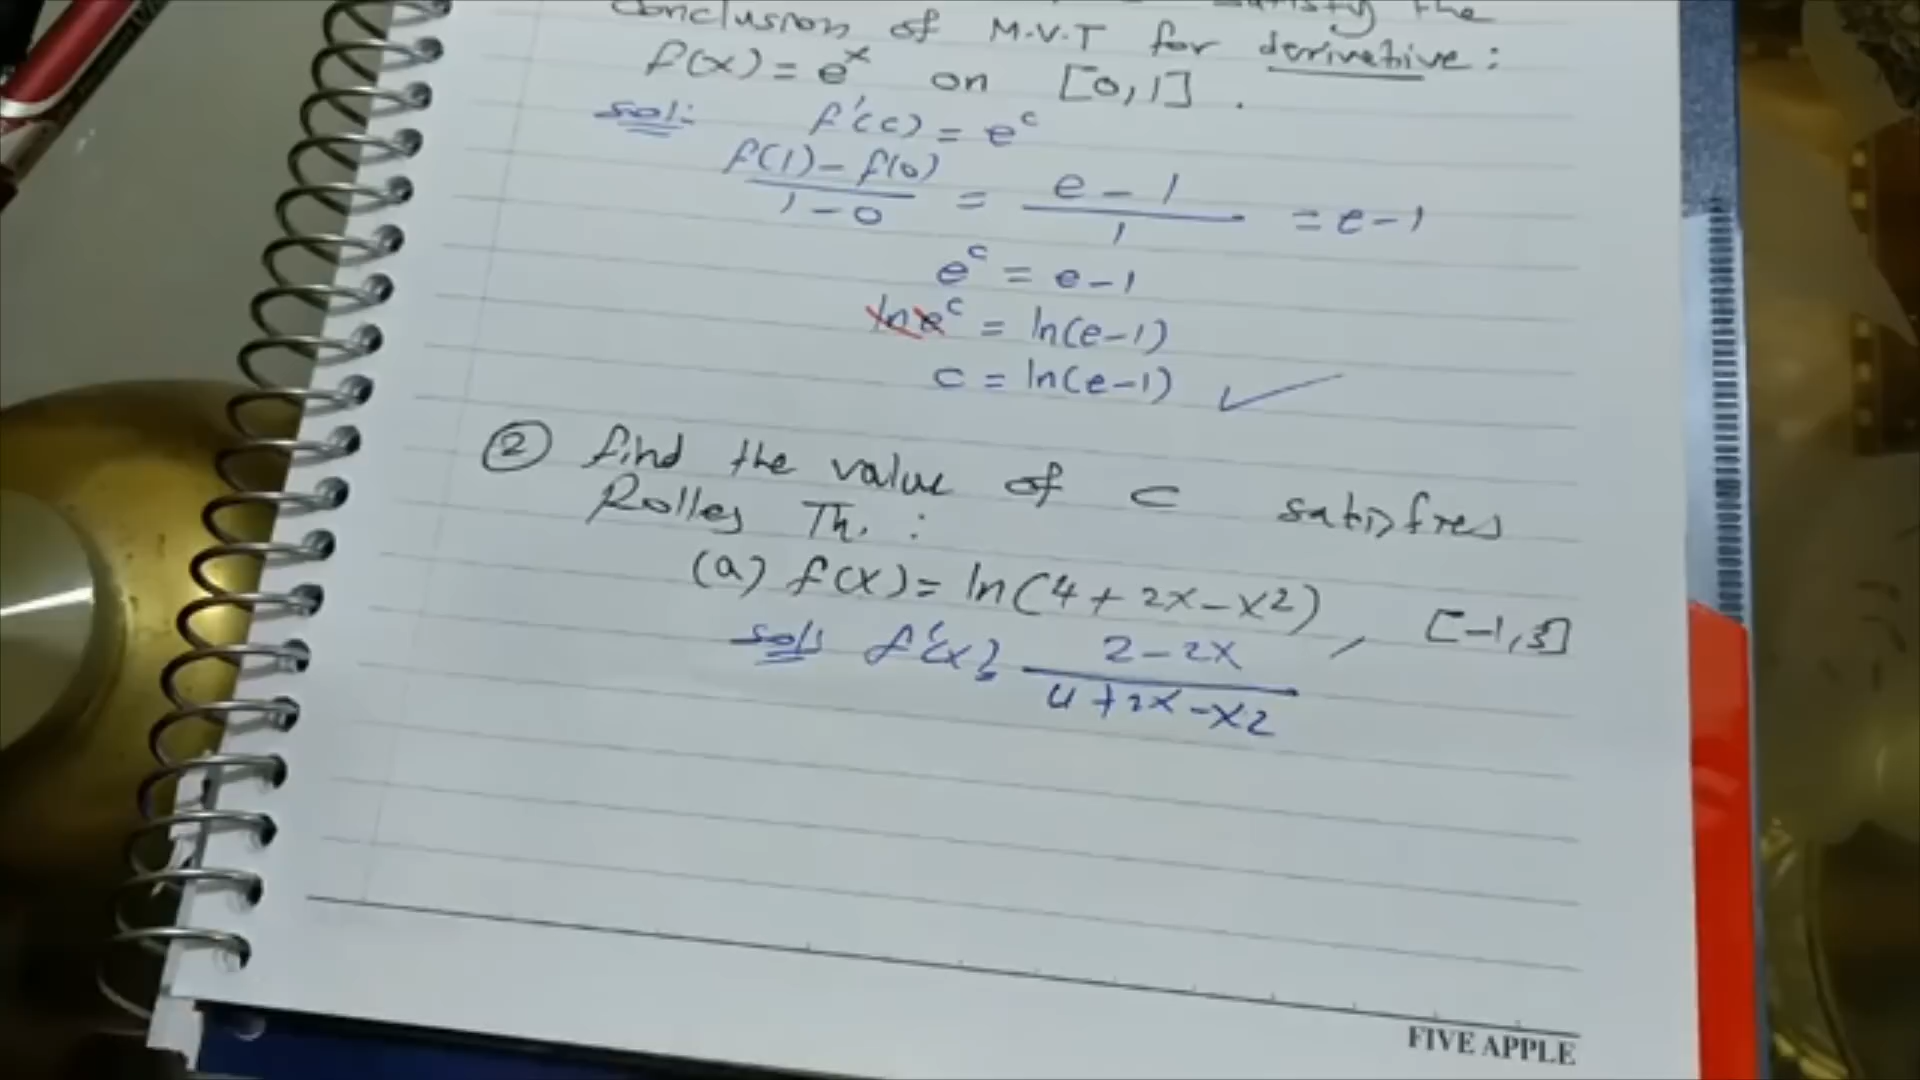 satisfy the
Conclusion of M.V.T for derivative:
f(x) = e^x on [0,1].
sol: f'(c) = e^c
f(1)-f(0)/1-0 = e-1/1 = e-1
e^c = e-1
ln e^c = ln(e-1)
c = ln(e-1) ✓
② find the value of c satisfies
Rolles Th. :
(a) f(x) = ln(4+2x-x2), [-1,3]
sol: f'(x) = 2-2x/4+2x-x2
FIVE APPLE